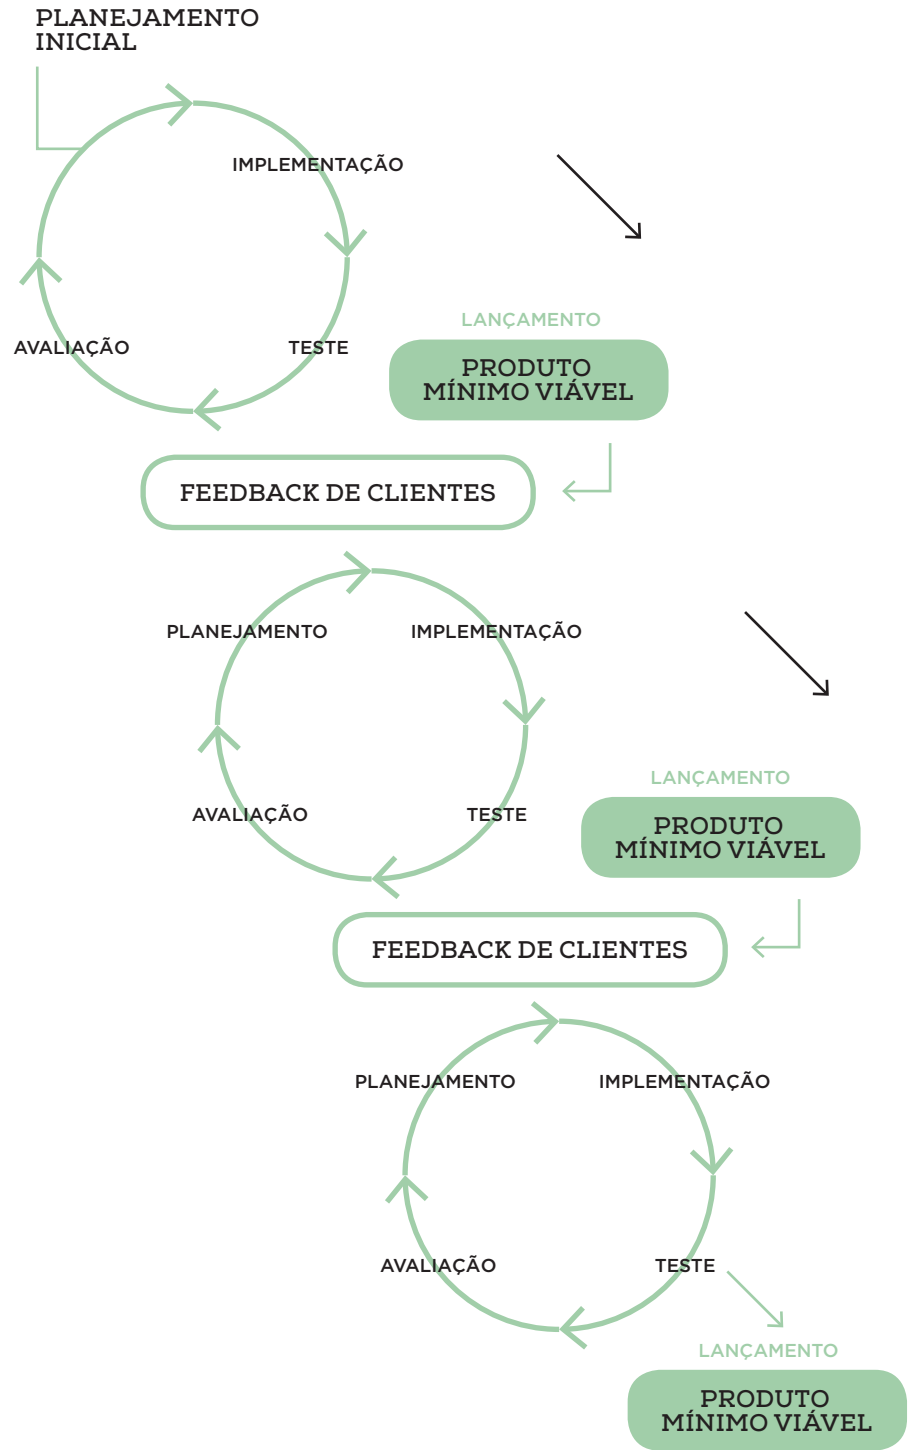 PLANEJAMENTO
INICIAL
IMPLEMENTAÇÃO
AVALIAÇÃO
TESTE
LANÇAMENTO
PRODUTO
MÍNIMO VIÁVEL
FEEDBACK DE CLIENTES
PLANEJAMENTO
IMPLEMENTAÇÃO
AVALIAÇÃO
TESTE
LANÇAMENTO
PRODUTO
MÍNIMO VIÁVEL
FEEDBACK DE CLIENTES
PLANEJAMENTO
IMPLEMENTAÇÃO
AVALIAÇÃO
TESTE
LANÇAMENTO
PRODUTO
MÍNIMO VIÁVEL